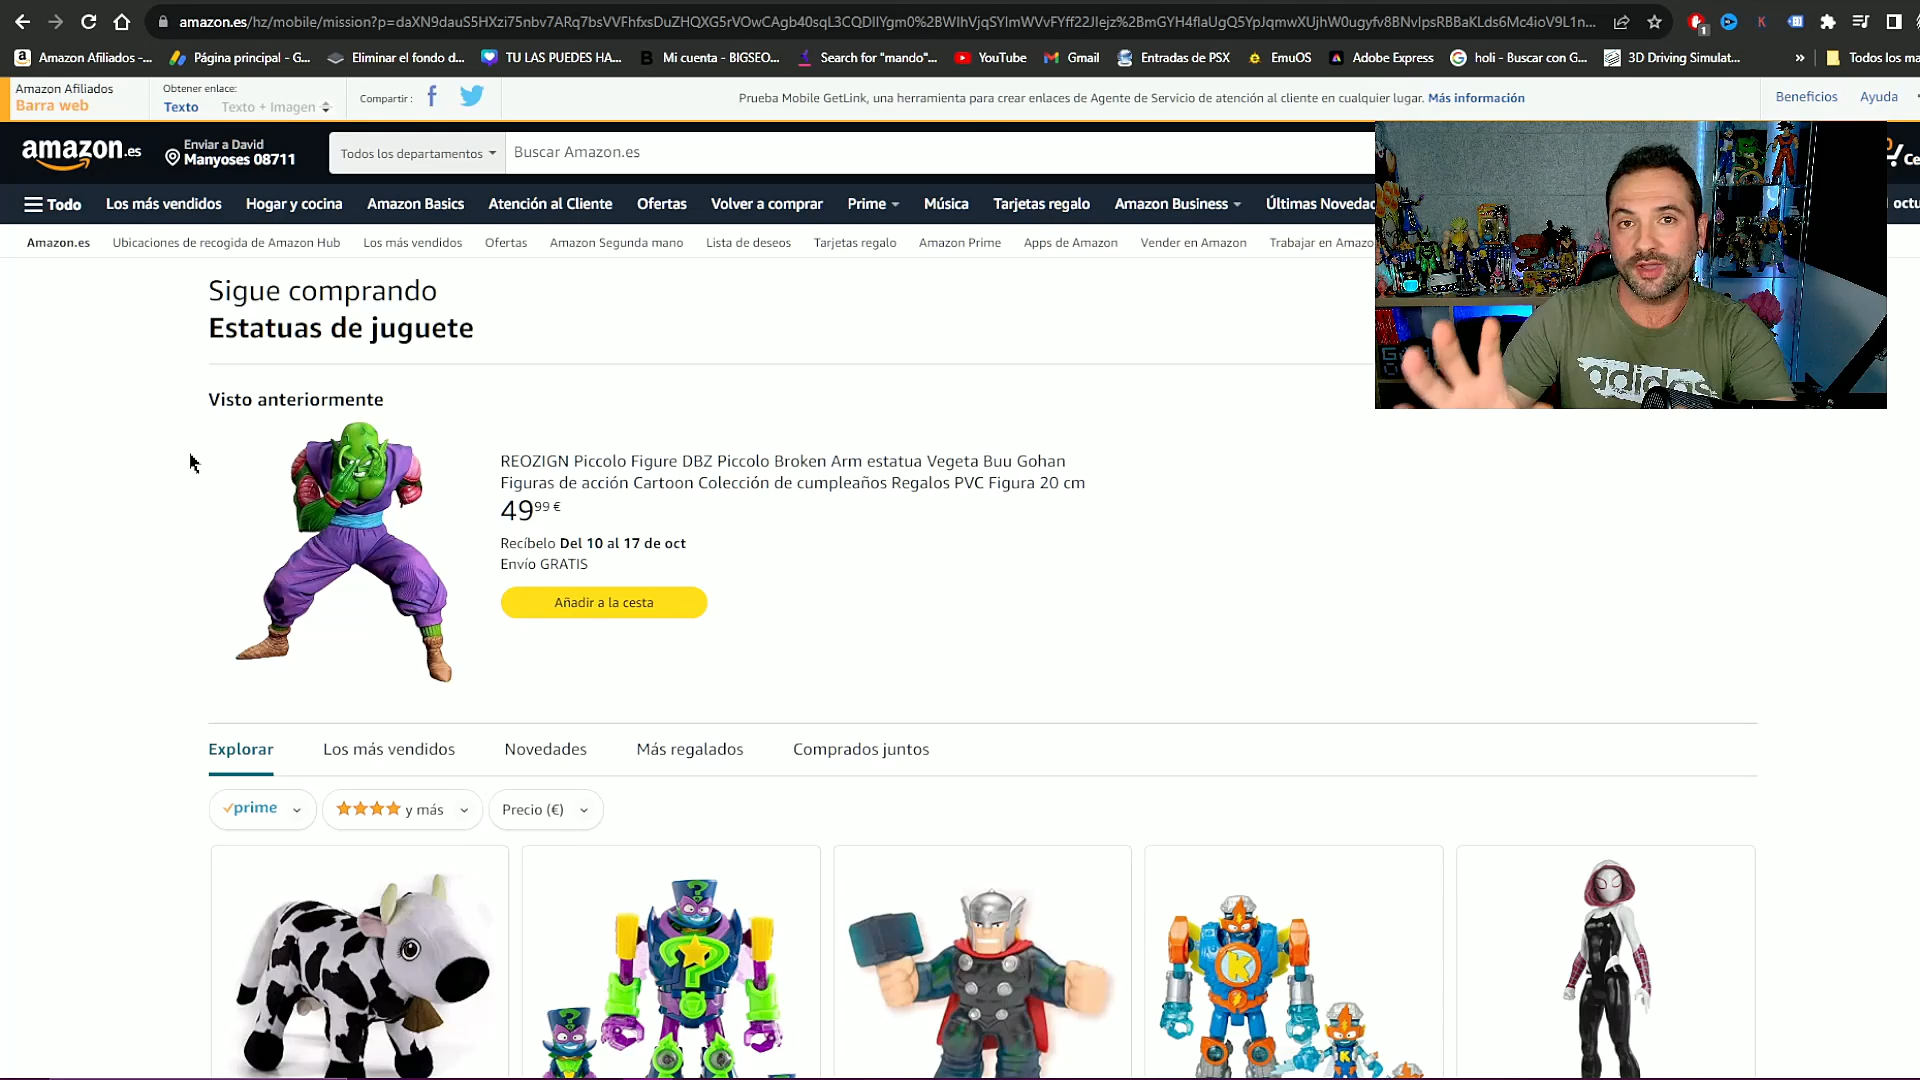 amazon.es/hz/mobile/mission?p=daXN9dauS5HXzi75nbv7ARq7bsVVFhfxsDuZHQXG5rVOwCAgb40sqL3CQDIIYgm0%2BWIhVjqSYlmWVvFYff22Jlejz%2BmGYH4flaUgQ5YpJqmwXUjhW0ugyfv8BNvlpsRBBaKLds6Mc4ioV9L1n...
Amazon Afiliados -...
Página principal - G...
Eliminar el fondo d...
TU LAS PUEDES HA...
Mi cuenta - BIGSEO...
Search for "mando"...
YouTube
Gmail
Entradas de PSX
EmuOS
Adobe Express
holi - Buscar con G...
3D Driving Simulat...
»
Todos los ma
Amazon Afiliados
Barra web
Obtener enlace:
Texto
Texto + Imagen
Compartir :
Prueba Mobile GetLink, una herramienta para crear enlaces de Agente de Servicio de atención al cliente en cualquier lugar. Más información
Beneficios
Ayuda
amazon.es
Enviar a David
Manyoses 08711
Todos los departamentos
Buscar Amazon.es
Ce
Todo
Los más vendidos
Hogar y cocina
Amazon Basics
Atención al Cliente
Ofertas
Volver a comprar
Prime
Música
Tarjetas regalo
Amazon Business
Últimas Novedad
l octu
Amazon.es
Ubicaciones de recogida de Amazon Hub
Los más vendidos
Ofertas
Amazon Segunda mano
Lista de deseos
Tarjetas regalo
Amazon Prime
Apps de Amazon
Vender en Amazon
Trabajar en Amazo
adidas
Sigue comprando
Estatuas de juguete
Visto anteriormente
REOZIGN Piccolo Figure DBZ Piccolo Broken Arm estatua Vegeta Buu Gohan
Figuras de acción Cartoon Colección de cumpleaños Regalos PVC Figura 20 cm
4999 €
Recíbelo Del 10 al 17 de oct
Envío GRATIS
Añadir a la cesta
Explorar
Los más vendidos
Novedades
Más regalados
Comprados juntos
prime
y más
Precio (€)
?
?
K
K